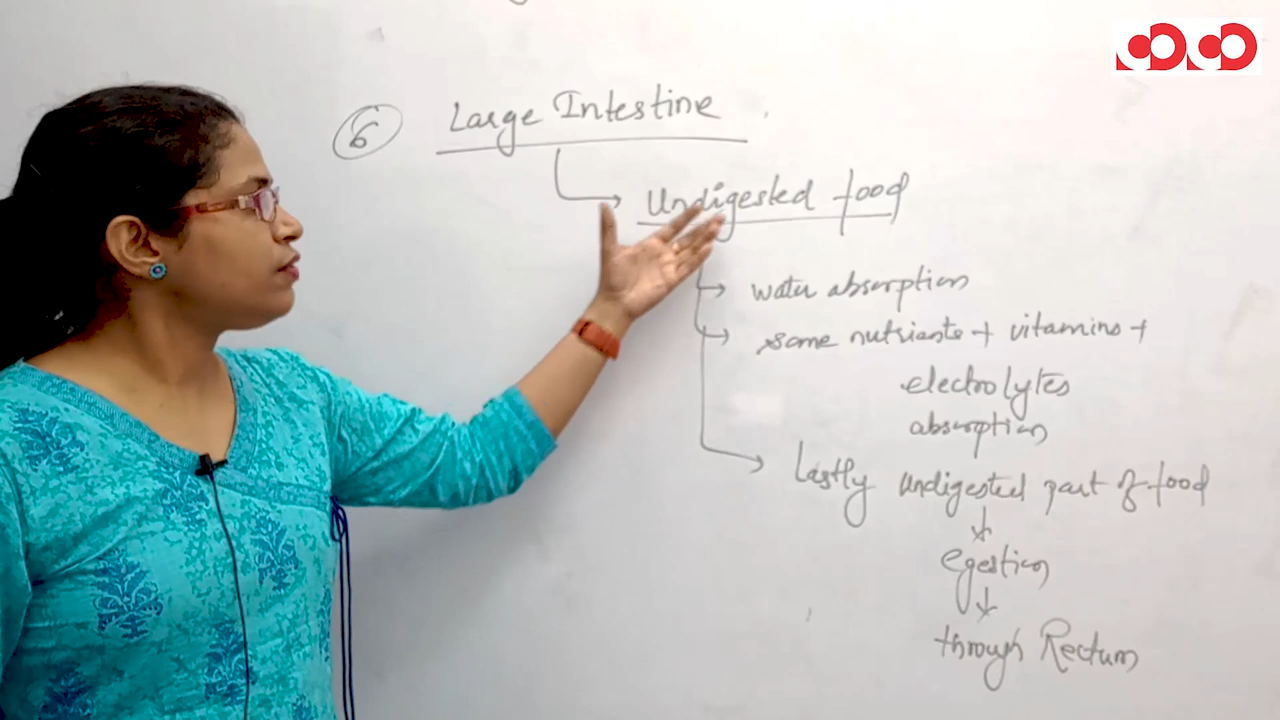 6 Large Intestine
Undigested food
water absorption
some nutrients + vitamins +
electrolytes
absorption
Lastly undigested part of food
egestion
through Rectum